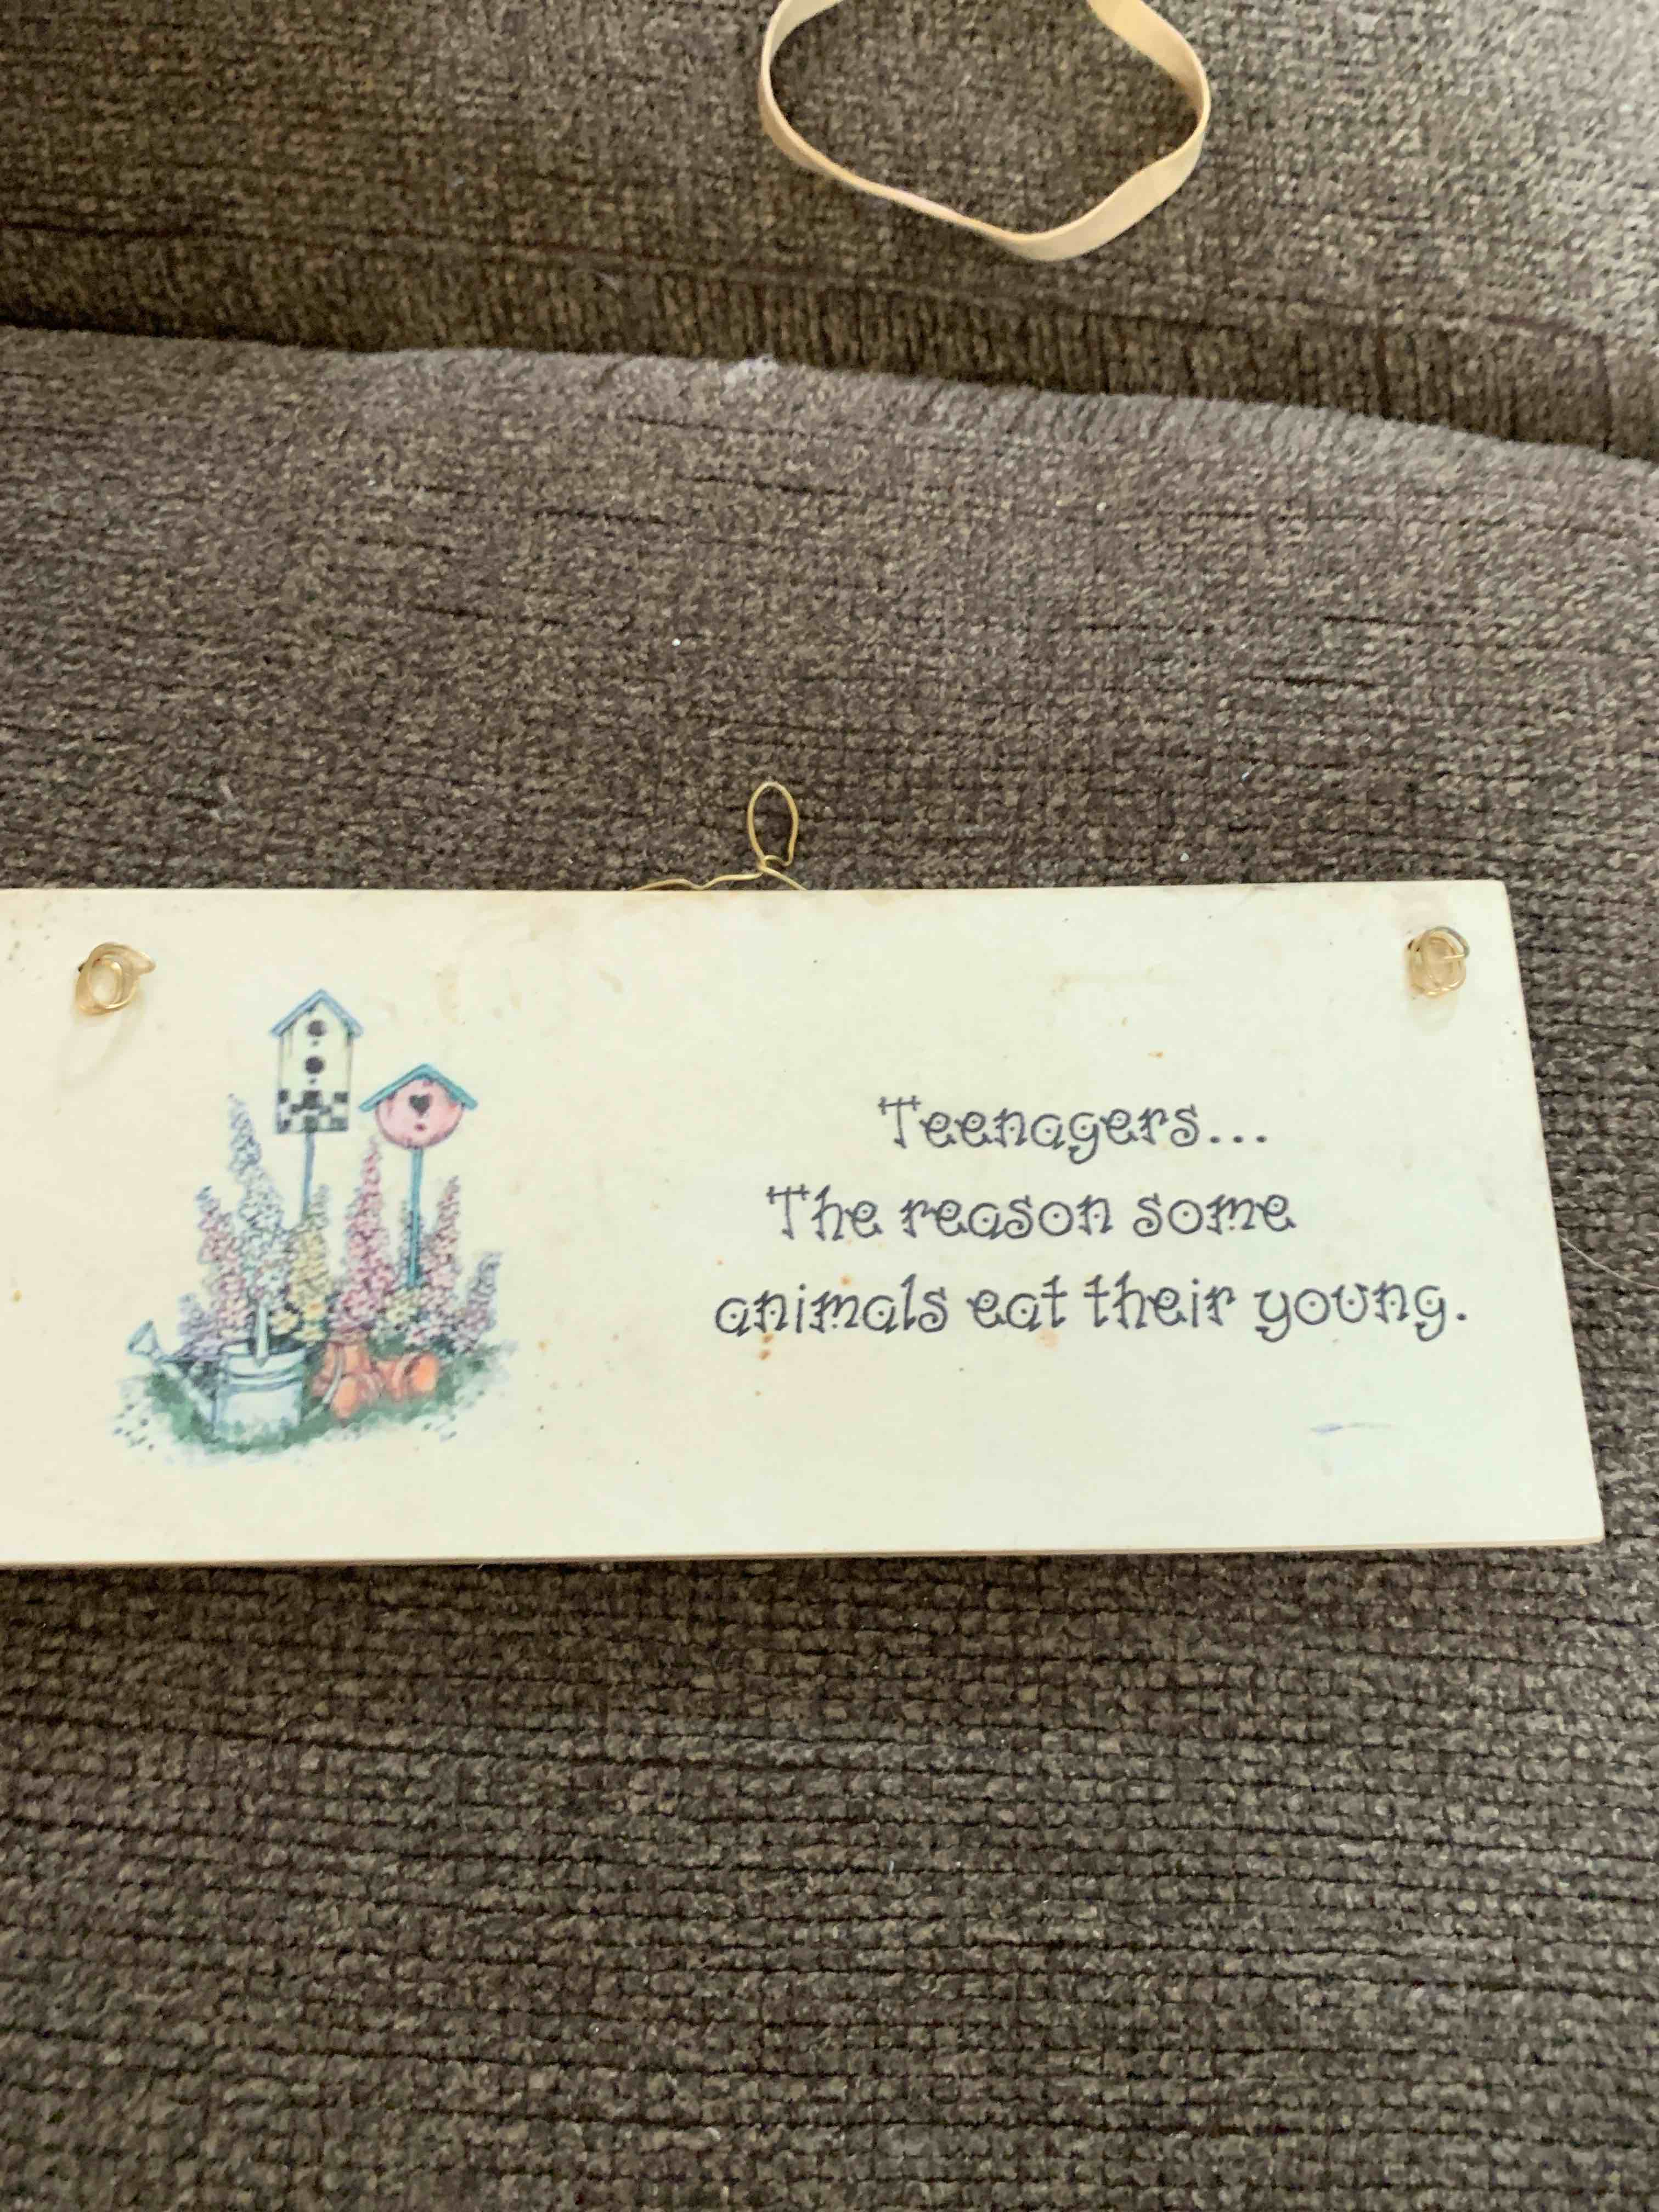 Teenagers...
The reason some
animals eat their young.